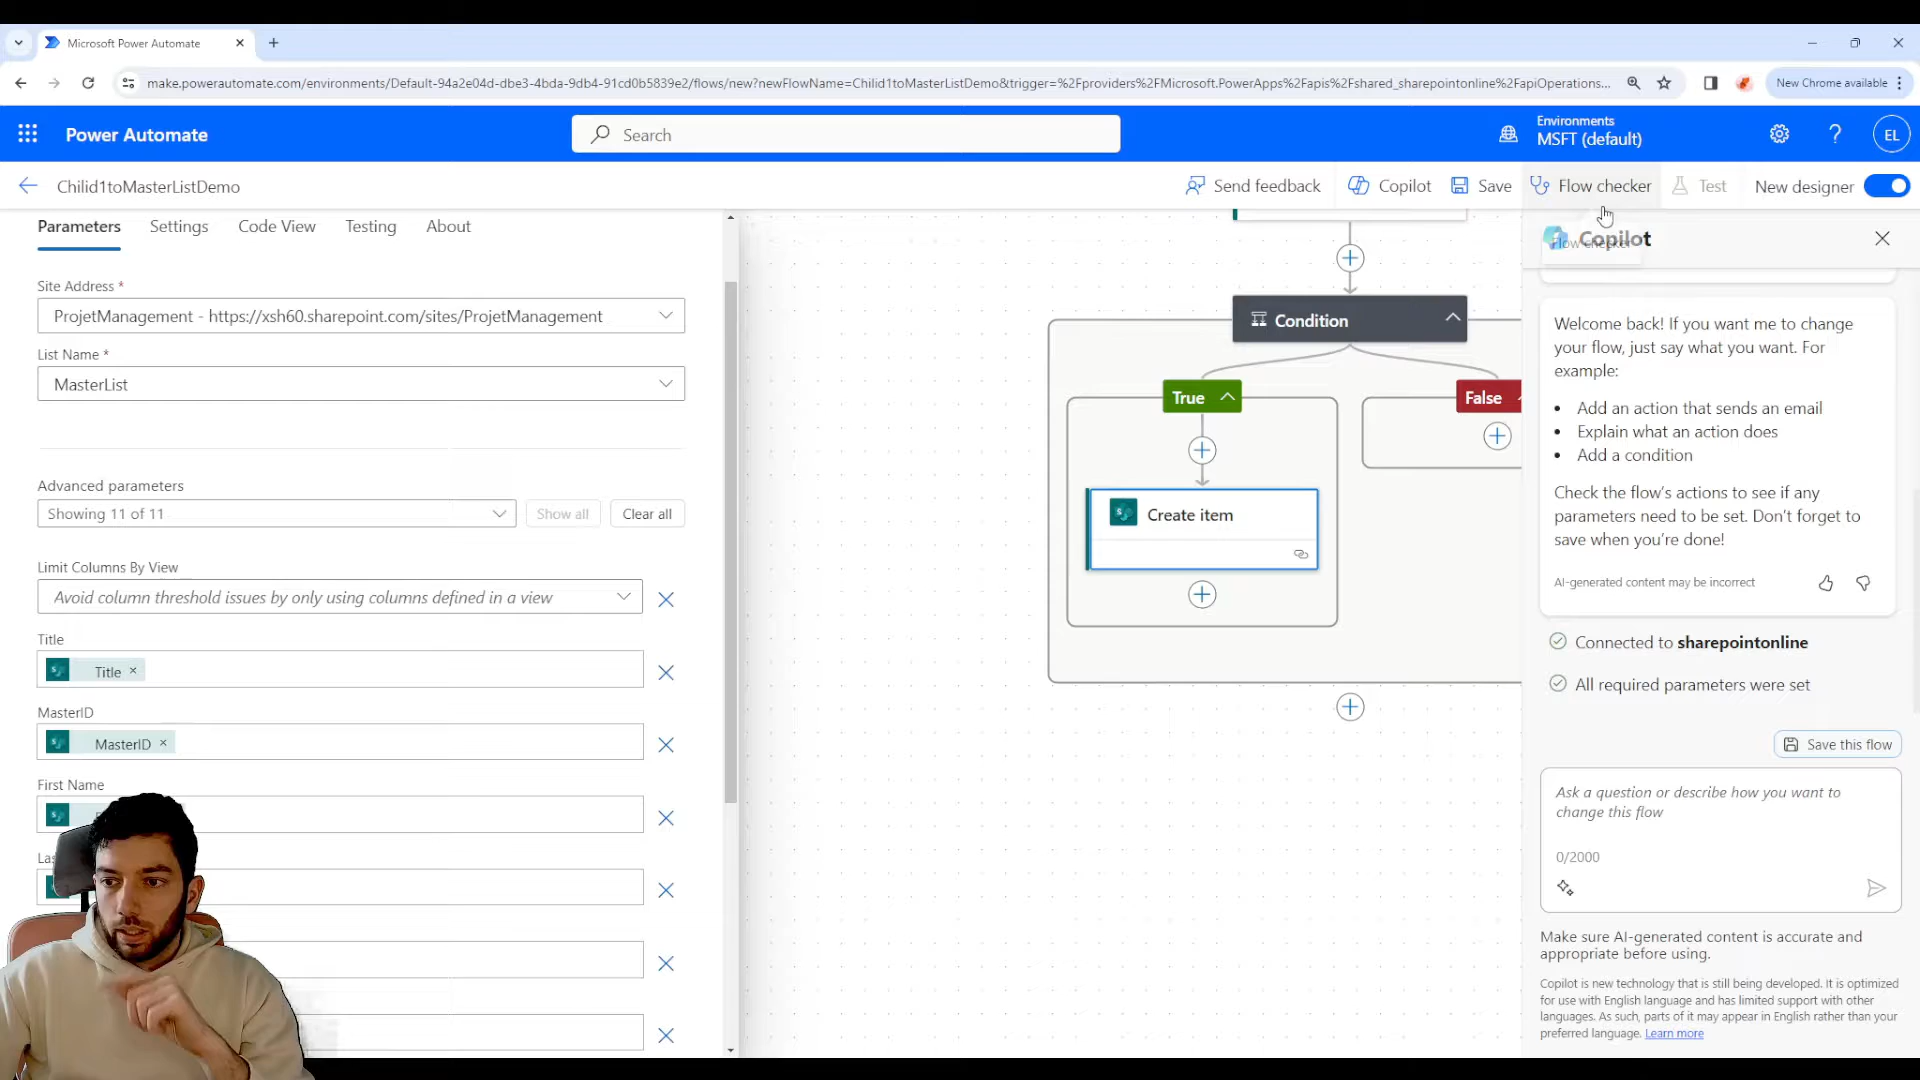 Microsoft Power Automate
make.powerautomate.com/environments/Default-94a2e04d-dbe3-4bda-9db4-91cd0b5839e2/flows/new?newFlowName=Chilid1toMasterListDemo&trigger=%2Fproviders%2FMicrosoft.PowerApps%2Fapis%2Fshared_sharepointonline%2FapiOperations...
New Chrome available
Power Automate
Search
Environments
MSFT (default)
EL
Chilid1toMasterListDemo
Send feedback
Copilot
Save
Flow checker
Test
New designer
Parameters
Settings
Code View
Testing
About
Site Address *
ProjetManagement - https://xsh60.sharepoint.com/sites/ProjetManagement
List Name *
MasterList
Advanced parameters
Showing 11 of 11
Show all
Clear all
Limit Columns By View
Avoid column threshold issues by only using columns defined in a view
Title
Title
MasterID
MasterID
First Name
Condition
True
False
Create item
Copilot
Flow checker
Welcome back! If you want me to change
your flow, just say what you want. For
example:
• Add an action that sends an email
• Explain what an action does
• Add a condition
Check the flow's actions to see if any
parameters need to be set. Don't forget to
save when you're done!
AI-generated content may be incorrect
Connected to sharepointonline
All required parameters were set
Save this flow
Ask a question or describe how you want to
change this flow
0/2000
Make sure AI-generated content is accurate and
appropriate before using.
Copilot is new technology that is still being developed. It is optimized
for use with English language and has limited support with other
languages. As such, parts of it may appear in English rather than your
preferred language. Learn more